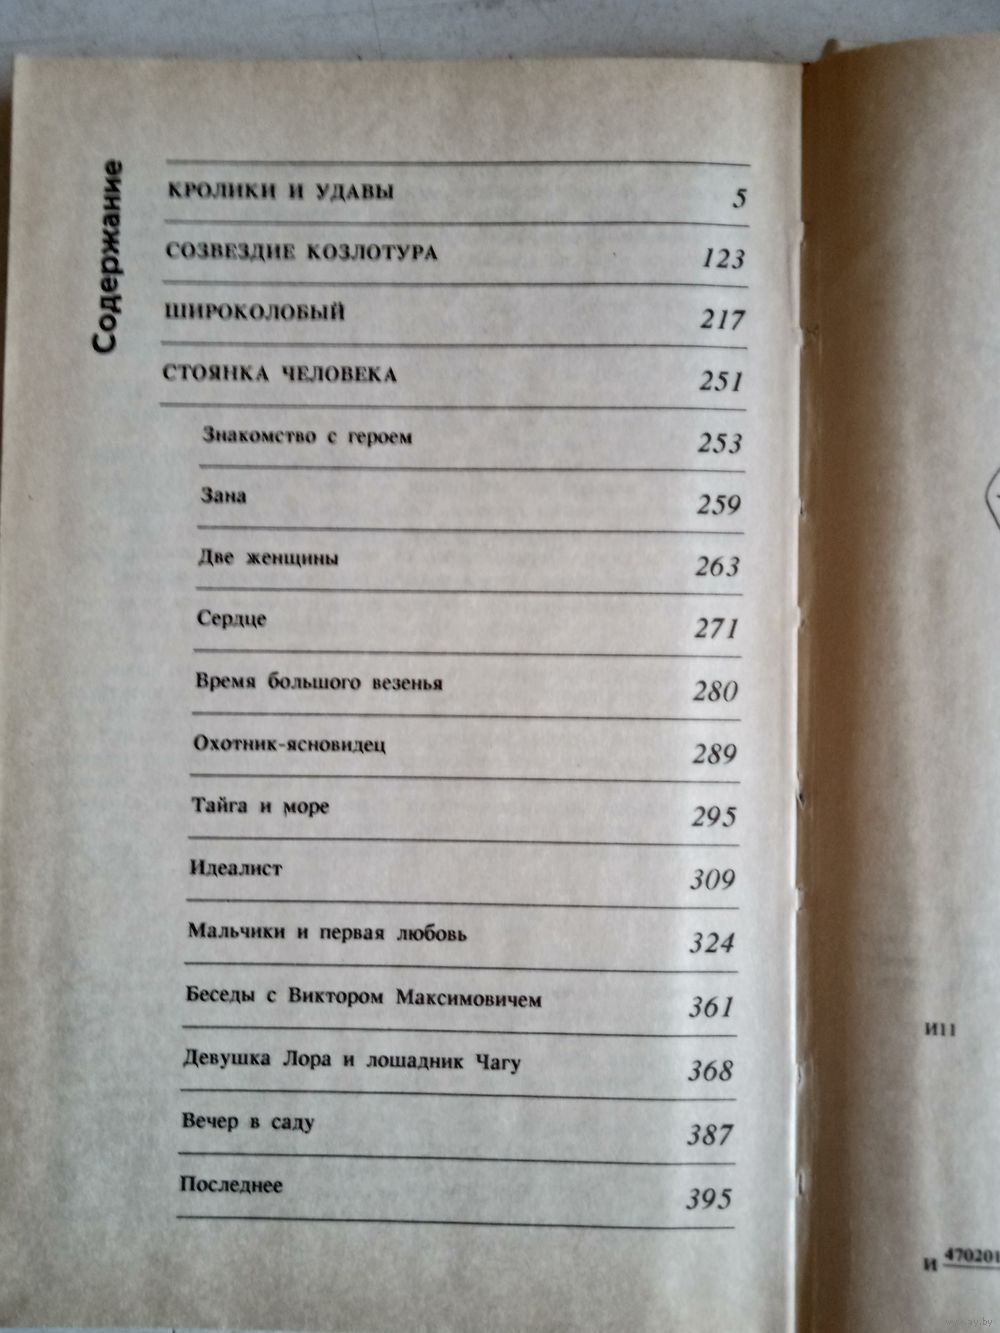 Содержание
КРОЛИКИ И УДАВЫ 5
СОЗВЕЗДИЕ КОЗЛОТУРА 123
ШИРОКОЛОБЫЙ 217
СТОЯНКА ЧЕЛОВЕКА 251
Знакомство с героем 253
Зана 259
Две женщины 263
Сердце 271
Время большого везенья 280
Охотник-ясновидец 289
Тайга и море 295
Идеалист 309
Мальчики и первая любовь 324
Беседы с Виктором Максимовичем 361
Девушка Лора и лошадник Чагу 368
Вечер в саду 387
Последнее 395
И11
И 470201